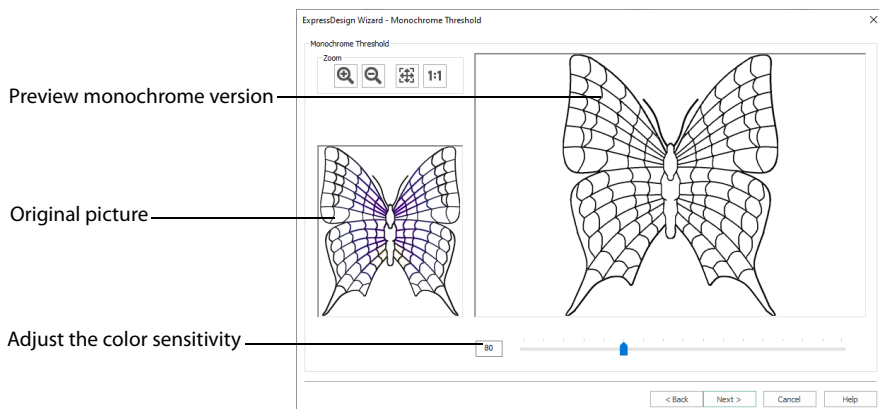 ExpressDesign Wizard - Monochrome Threshold
Monochrome Threshold
Zoom
1:1
Preview monochrome version
Original picture
Adjust the color sensitivity
80
< Back Next > Cancel Help